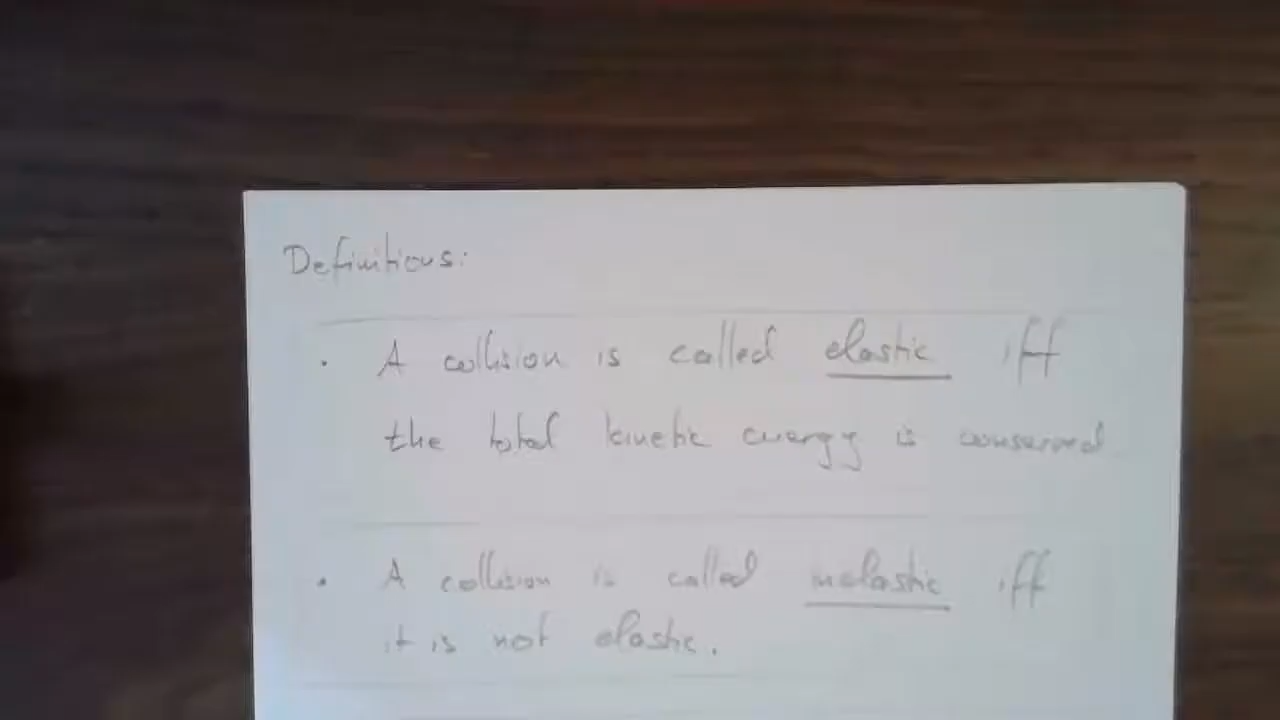 Definitions:
· A collision is called elastic iff
the total kinetic energy is conserved
· A collision is called inelastic iff
it is not elastic.